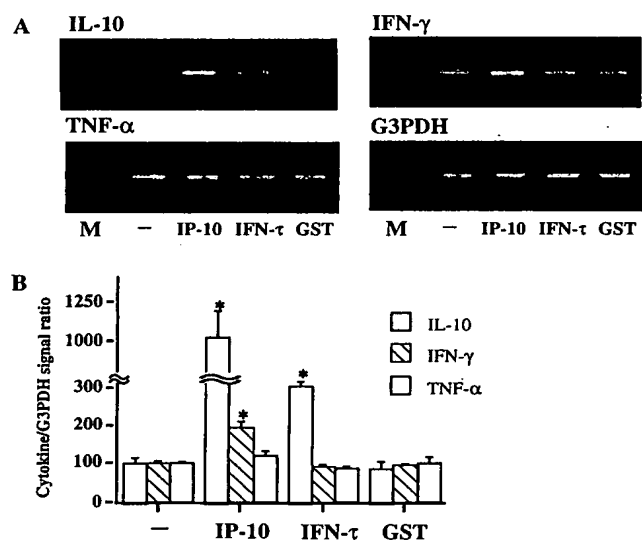 A
IL-10
IFN-γ
TNF-α
G3PDH
M – IP-10 IFN-τ GST
M – IP-10 IFN-τ GST
B
Cytokine/G3PDH signal ratio
1250
1000
300
200
100
0
* * *
IL-10
IFN-γ
TNF-α
– IP-10 IFN-τ GST